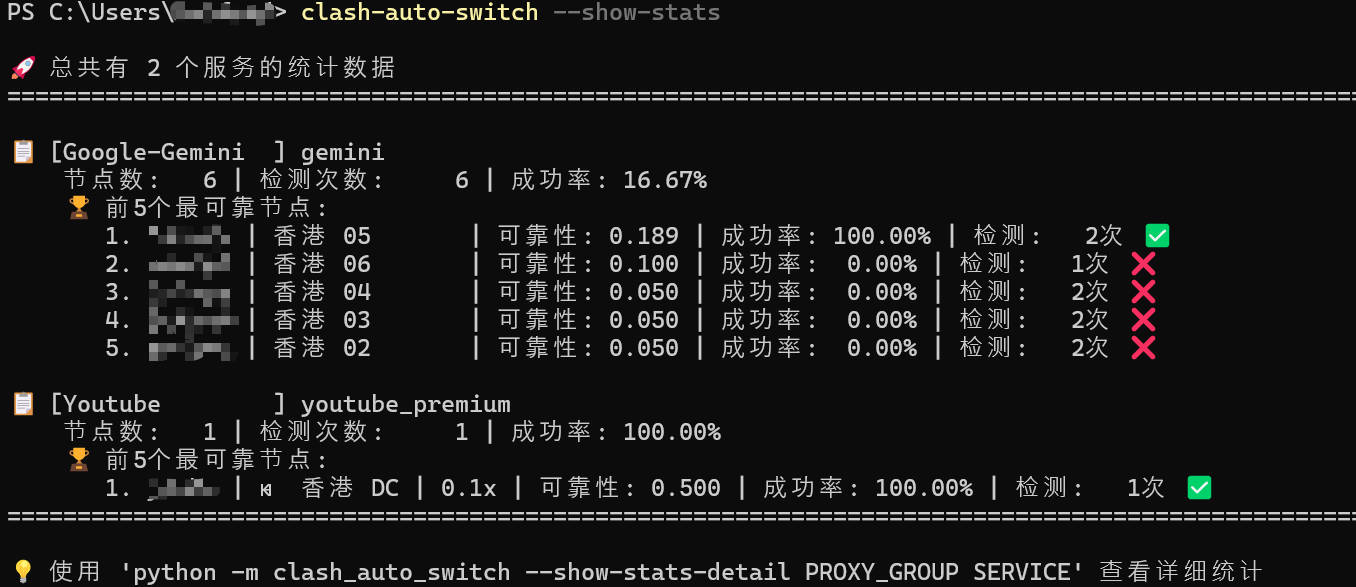 PS C:\Users\ > clash-auto-switch --show-stats
🚀 总共有 2 个服务的统计数据
================================================================================
📋 [Google-Gemini  ] gemini
节点数:   6 | 检测次数:     6 | 成功率: 16.67%
🏆 前5个最可靠节点:
1. | 香港 05       | 可靠性: 0.189 | 成功率: 100.00% | 检测:   2次 ✅
2. | 香港 06       | 可靠性: 0.100 | 成功率:  0.00% | 检测:   1次 ❌
3. | 香港 04       | 可靠性: 0.050 | 成功率:  0.00% | 检测:   2次 ❌
4. | 香港 03       | 可靠性: 0.050 | 成功率:  0.00% | 检测:   2次 ❌
5. | 香港 02       | 可靠性: 0.050 | 成功率:  0.00% | 检测:   2次 ❌
📋 [Youtube        ] youtube_premium
节点数:   1 | 检测次数:     1 | 成功率: 100.00%
🏆 前5个最可靠节点:
1. | 香港 DC | 0.1x | 可靠性: 0.500 | 成功率: 100.00% | 检测:   1次 ✅
================================================================================
💡 使用 'python -m clash_auto_switch --show-stats-detail PROXY_GROUP SERVICE' 查看详细统计